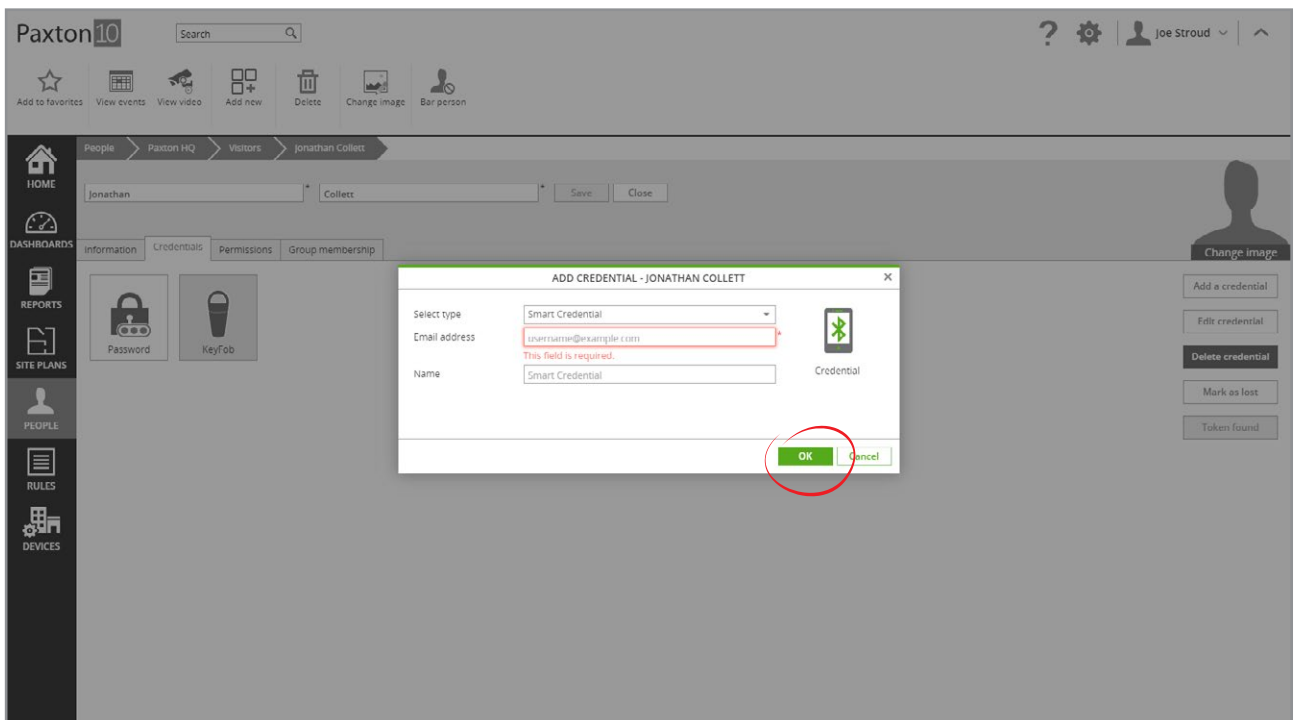 Paxton10
Search
?
Joe Stroud
Add to favorites
View events
View video
Add new
Delete
Change image
Bar person
HOME
DASHBOARDS
REPORTS
SITE PLANS
PEOPLE
RULES
DEVICES
People
Paxton HQ
Visitors
Jonathan Collett
Jonathan *
Collett *
Save
Close
Information
Credentials
Permissions
Group membership
Password
KeyFob
Change image
Add a credential
Edit credential
Delete credential
Mark as lost
Token found
ADD CREDENTIAL - JONATHAN COLLETT
Select type
Smart Credential
Email address
username@example.com *
This field is required.
Name
Smart Credential
Credential
OK
Cancel